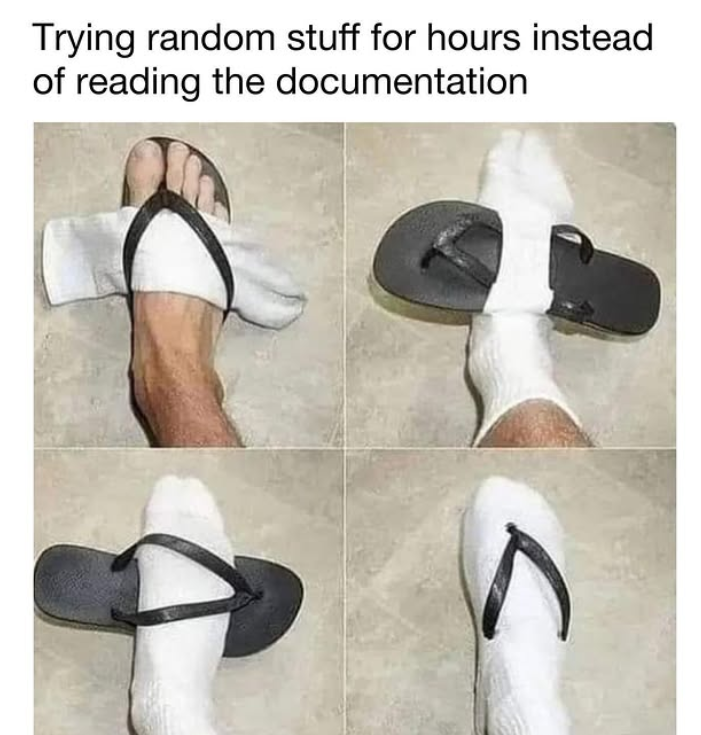 Trying random stuff for hours instead
of reading the documentation